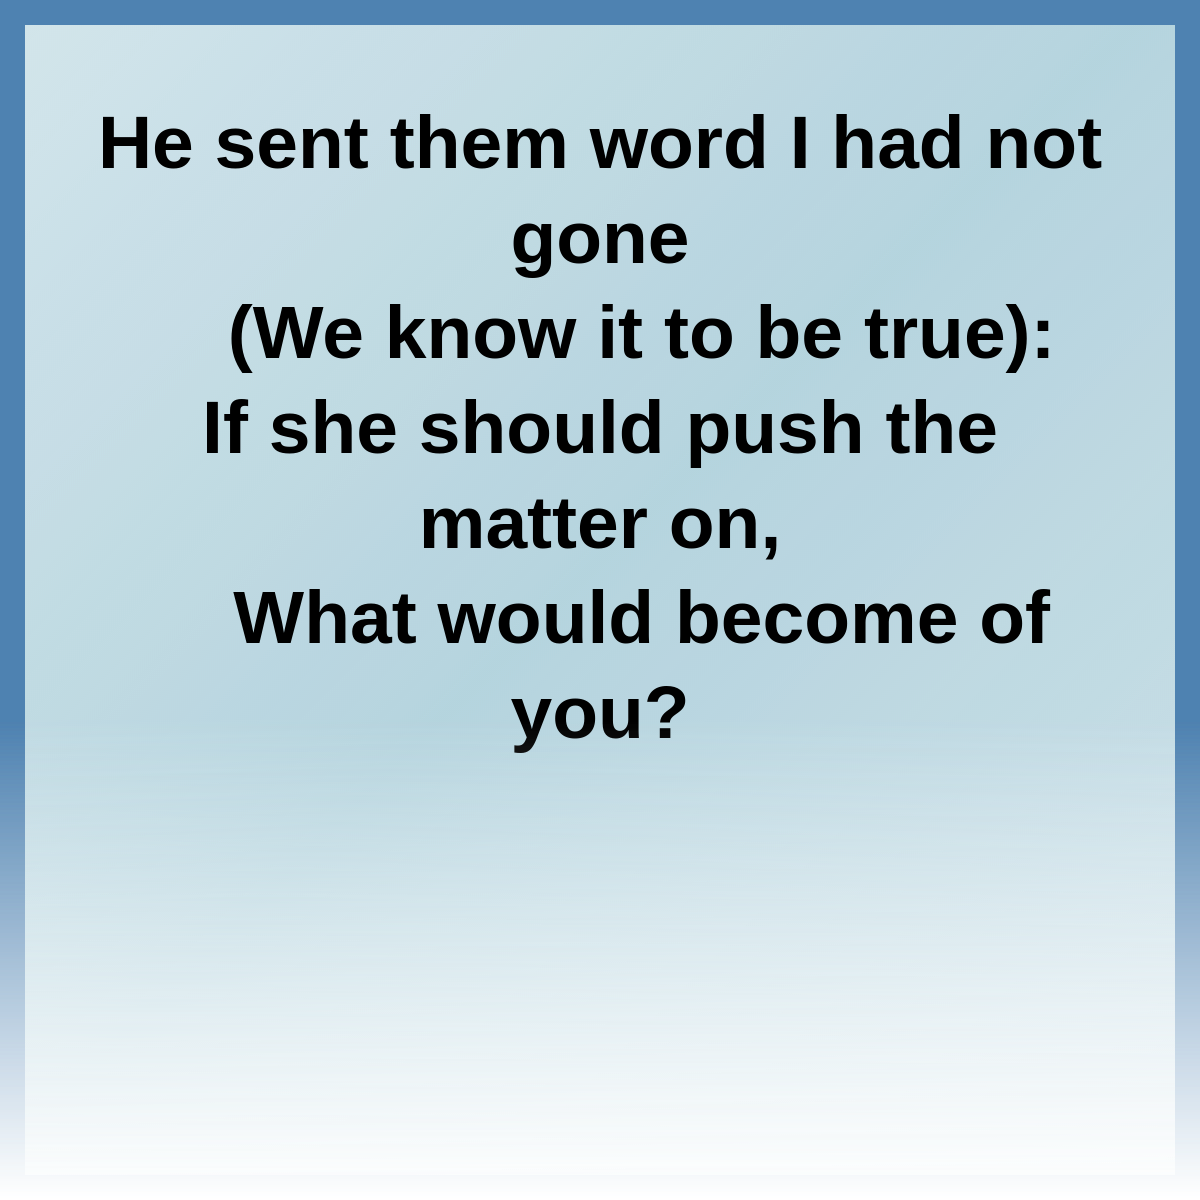 He sent them word I had not
gone
(We know it to be true):
If she should push the
matter on,
What would become of
you?